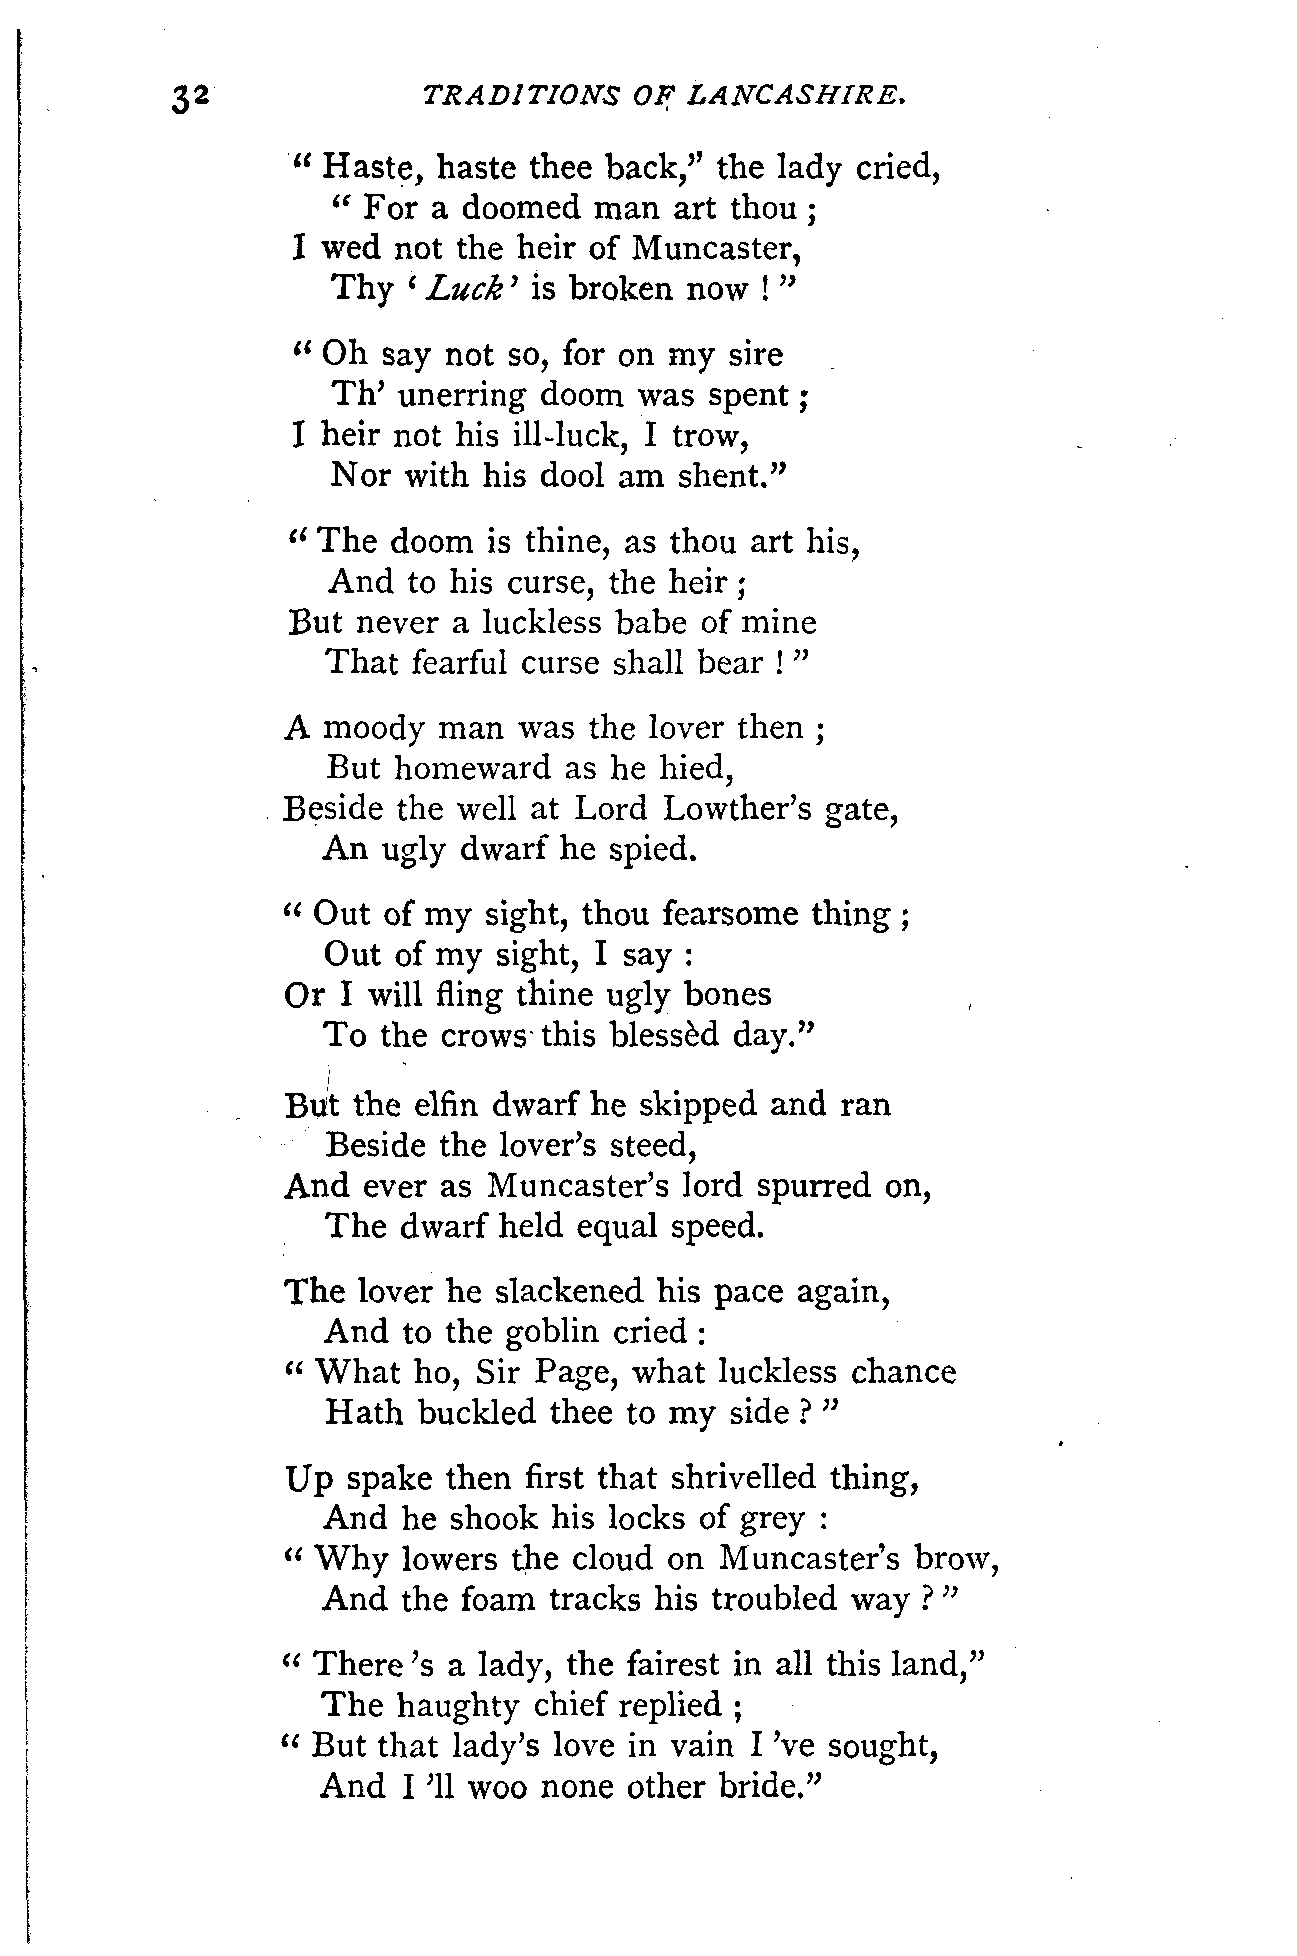 32 TRADITIONS OF LANCASHIRE.
“ Haste, haste thee back,” the lady cried,
“ For a doomed man art thou ;
I wed not the heir of Muncaster,
Thy ‘ Luck ’ is broken now ! ”
“ Oh say not so, for on my sire
Th’ unerring doom was spent ;
I heir not his ill-luck, I trow,
Nor with his dool am shent.”
“ The doom is thine, as thou art his,
And to his curse, the heir ;
But never a luckless babe of mine
That fearful curse shall bear ! ”
A moody man was the lover then ;
But homeward as he hied,
Beside the well at Lord Lowther’s gate,
An ugly dwarf he spied.
“ Out of my sight, thou fearsome thing ;
Out of my sight, I say :
Or I will fling thine ugly bones
To the crows this blessèd day.”
But the elfin dwarf he skipped and ran
Beside the lover’s steed,
And ever as Muncaster’s lord spurred on,
The dwarf held equal speed.
The lover he slackened his pace again,
And to the goblin cried :
“ What ho, Sir Page, what luckless chance
Hath buckled thee to my side ? ”
Up spake then first that shrivelled thing,
And he shook his locks of grey :
“ Why lowers the cloud on Muncaster’s brow,
And the foam tracks his troubled way ? ”
“ There ’s a lady, the fairest in all this land,”
The haughty chief replied ;
“ But that lady’s love in vain I ’ve sought,
And I ’ll woo none other bride.”